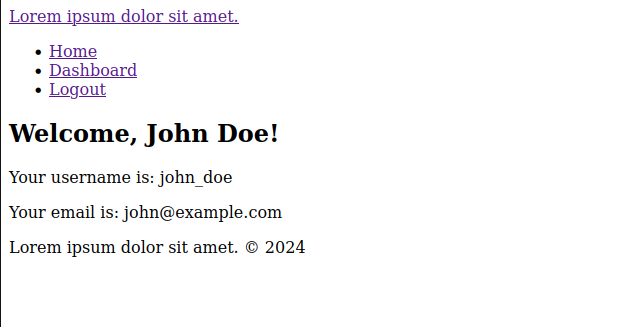 Lorem ipsum dolor sit amet.
Home
Dashboard
Logout
Welcome, John Doe!
Your username is: john_doe
Your email is: john@example.com
Lorem ipsum dolor sit amet. © 2024